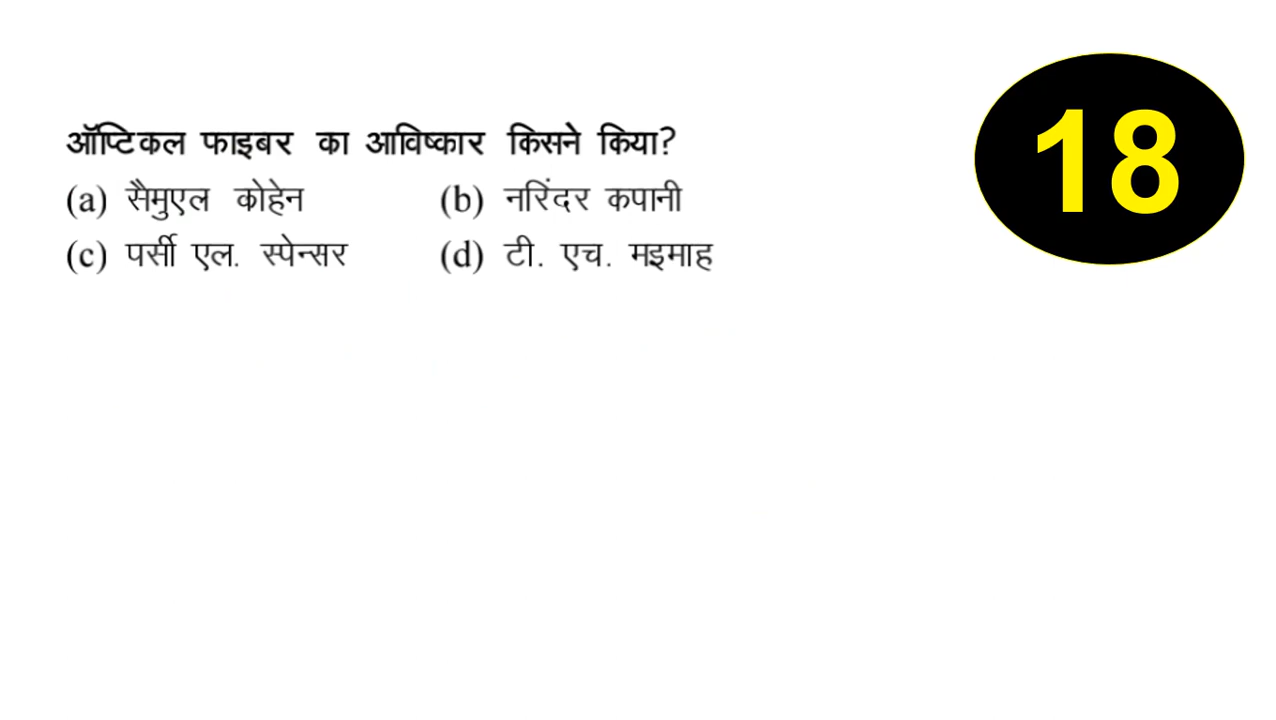 ऑप्टिकल फाइबर का आविष्कार किसने किया?
(a) सैमुएल कोहेन (b) नरिंदर कपानी
(c) पर्सी एल. स्पेन्सर (d) टी. एच. मइमाह
18